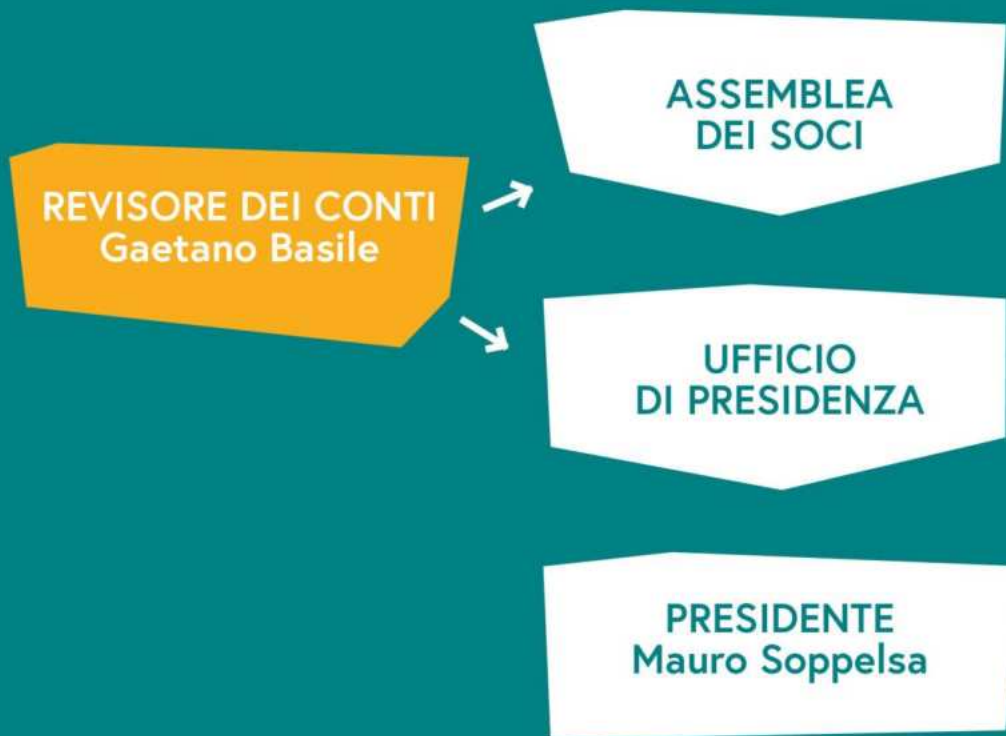 REVISORE DEI CONTI
Gaetano Basile
ASSEMBLEA
DEI SOCI
UFFICIO
DI PRESIDENZA
PRESIDENTE
Mauro Soppelsa